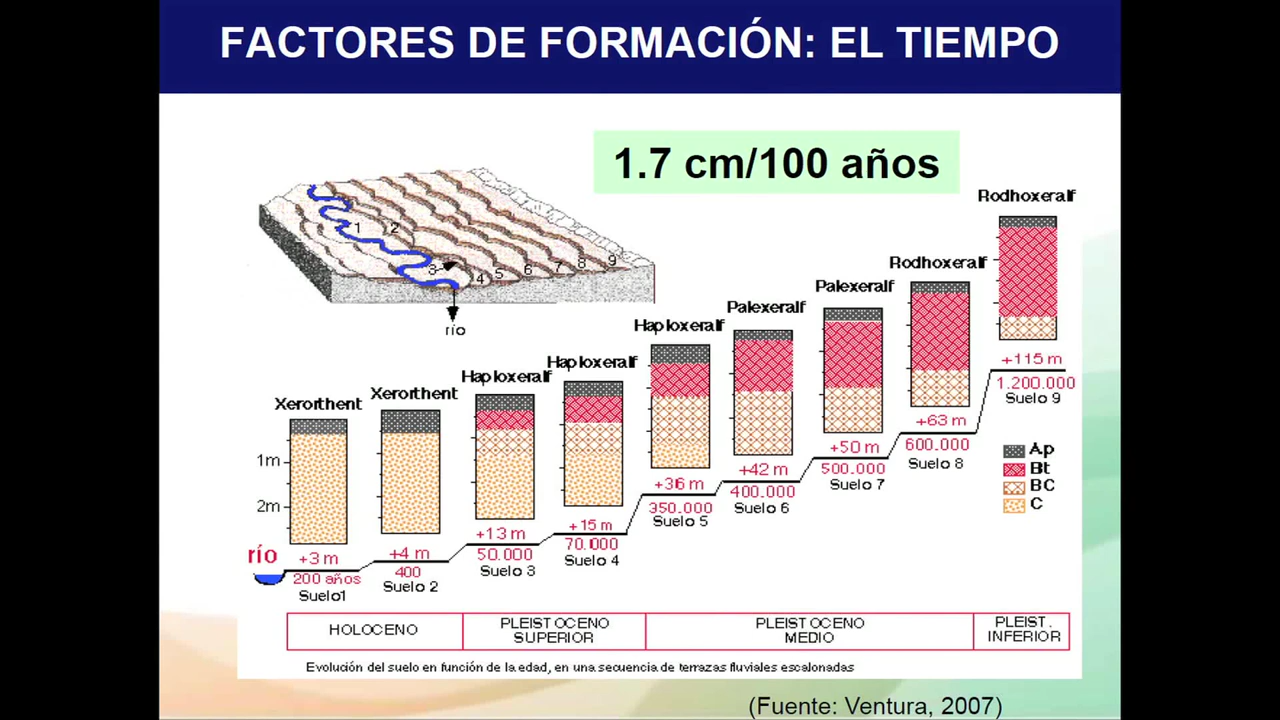 FACTORES DE FORMACIÓN: EL TIEMPO
1.7 cm/100 años
1
2
3
4
5
6
7
8
9
río
Xerorthent
Xerorthent
Haploxeralf
Haploxeralf
Haploxeralf
Palexeralf
Palexeralf
Rodhoxeralf
Rodhoxeralf
1m
2m
río
+3 m
200 años
Suelo1
+4 m
400
Suelo 2
+13 m
50.000
Suelo 3
+15 m
70.000
Suelo 4
+36 m
350.000
Suelo 5
+42 m
400.000
Suelo 6
+50 m
500.000
Suelo 7
+63 m
600.000
Suelo 8
+115 m
1.200.000
Suelo 9
Ap
Bt
BC
C
HOLOCENO
PLEISTOCENO
SUPERIOR
PLEISTOCENO
MEDIO
PLEIST.
INFERIOR
Evolución del suelo en función de la edad, en una secuencia de terrazas fluviales escalonadas
(Fuente: Ventura, 2007)